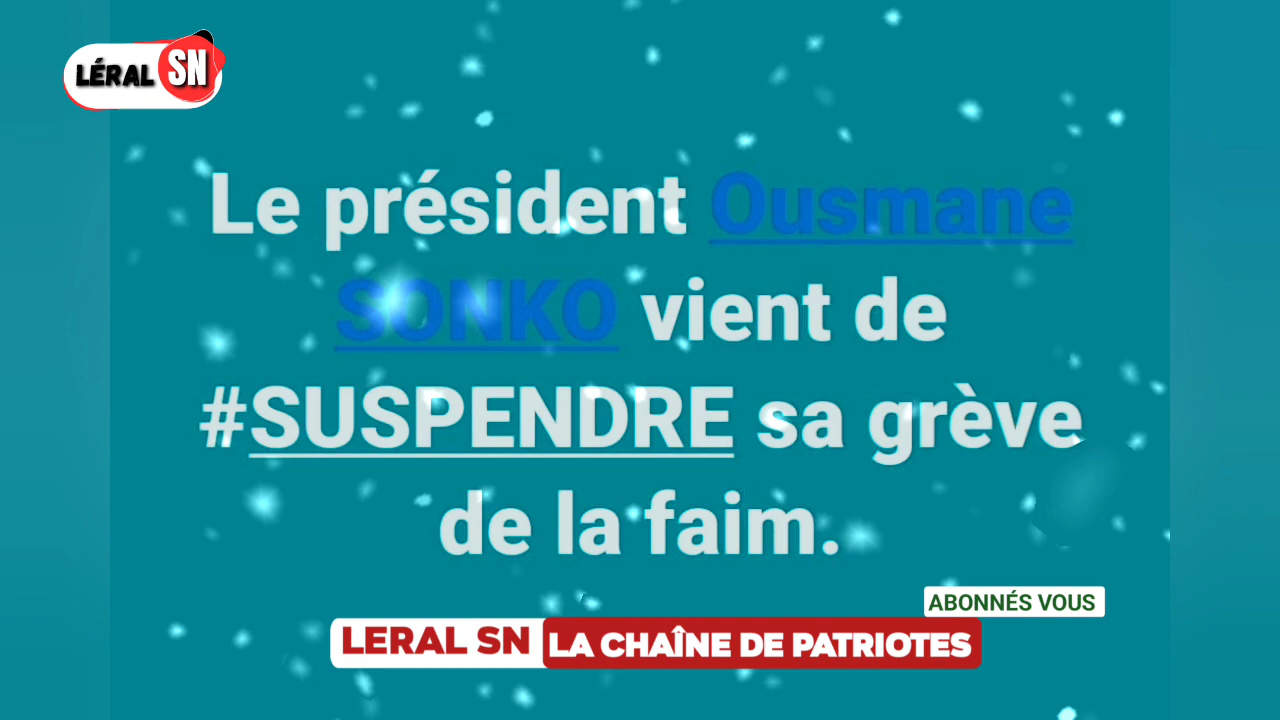 LÉRAL SN
Le président Ousmane
SONKO vient de
#SUSPENDRE sa grève
de la faim.
ABONNÉS VOUS
LERAL SN LA CHAÎNE DE PATRIOTES